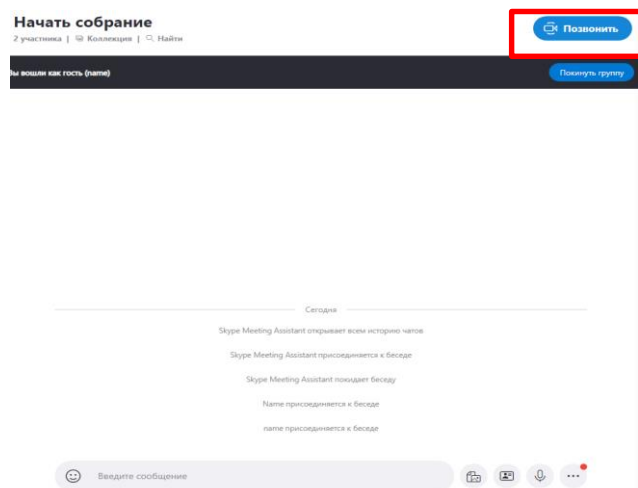 Начать собрание
2 участника | Коллекция | Найти
Позвонить
Вы вошли как гость (name)
Покинуть группу
Сегодня
Skype Meeting Assistant открывает всем историю чатов
Skype Meeting Assistant присоединяется к беседе
Skype Meeting Assistant покидает беседу
Name присоединяется к беседе
name присоединяется к беседе
Введите сообщение